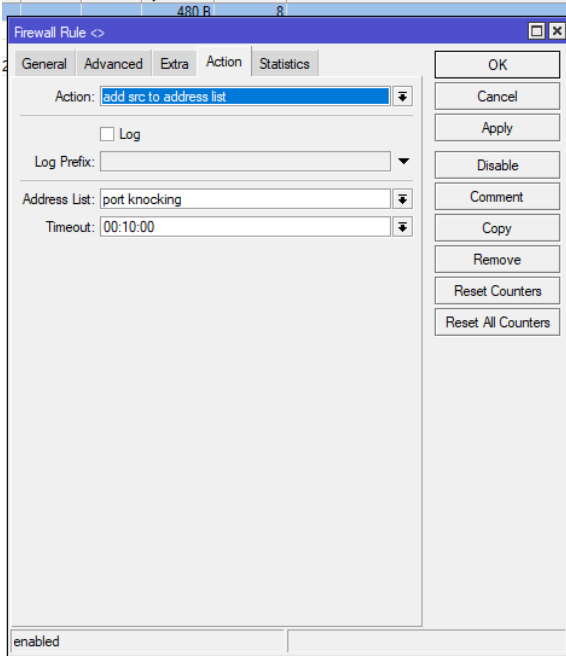 480 B 8
Firewall Rule <>
General Advanced Extra Action Statistics
Action: add src to address list
Log
Log Prefix:
Address List: port knocking
Timeout: 00:10:00
OK
Cancel
Apply
Disable
Comment
Copy
Remove
Reset Counters
Reset All Counters
enabled